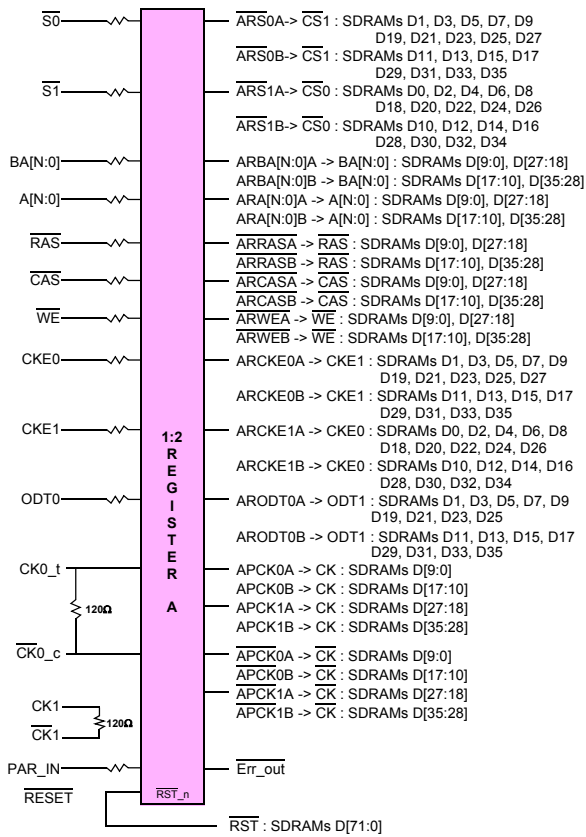 S0
ARS0A-> CS1 : SDRAMs D1, D3, D5, D7, D9
D19, D21, D23, D25, D27
ARS0B-> CS1 : SDRAMs D11, D13, D15, D17
D29, D31, D33, D35
S1
ARS1A-> CS0 : SDRAMs D0, D2, D4, D6, D8
D18, D20, D22, D24, D26
ARS1B-> CS0 : SDRAMs D10, D12, D14, D16
D28, D30, D32, D34
BA[N:0]
ARBA[N:0]A -> BA[N:0] : SDRAMs D[9:0], D[27:18]
ARBA[N:0]B -> BA[N:0] : SDRAMs D[17:10], D[35:28]
A[N:0]
ARA[N:0]A -> A[N:0] : SDRAMs D[9:0], D[27:18]
ARA[N:0]B -> A[N:0] : SDRAMs D[17:10], D[35:28]
RAS
ARRASA -> RAS : SDRAMs D[9:0], D[27:18]
ARRASB -> RAS : SDRAMs D[17:10], D[35:28]
CAS
ARCASA -> CAS : SDRAMs D[9:0], D[27:18]
ARCASB -> CAS : SDRAMs D[17:10], D[35:28]
WE
ARWEA -> WE : SDRAMs D[9:0], D[27:18]
ARWEB -> WE : SDRAMs D[17:10], D[35:28]
CKE0
ARCKE0A -> CKE1 : SDRAMs D1, D3, D5, D7, D9
D19, D21, D23, D25, D27
ARCKE0B -> CKE1 : SDRAMs D11, D13, D15, D17
D29, D31, D33, D35
CKE1
ARCKE1A -> CKE0 : SDRAMs D0, D2, D4, D6, D8
D18, D20, D22, D24, D26
ARCKE1B -> CKE0 : SDRAMs D10, D12, D14, D16
D28, D30, D32, D34
1:2
R
E
G
I
S
T
E
R
A
ODT0
ARODT0A -> ODT1 : SDRAMs D1, D3, D5, D7, D9
D19, D21, D23, D25
ARODT0B -> ODT1 : SDRAMs D11, D13, D15, D17
D29, D31, D33, D35
CK0_t
120Ω
CK0_c
APCK0A -> CK : SDRAMs D[9:0]
APCK0B -> CK : SDRAMs D[17:10]
APCK1A -> CK : SDRAMs D[27:18]
APCK1B -> CK : SDRAMs D[35:28]
APCK0A -> CK : SDRAMs D[9:0]
APCK0B -> CK : SDRAMs D[17:10]
APCK1A -> CK : SDRAMs D[27:18]
APCK1B -> CK : SDRAMs D[35:28]
CK1
120Ω
CK1
PAR_IN
Err_out
RESET
RST_n
RST : SDRAMs D[71:0]